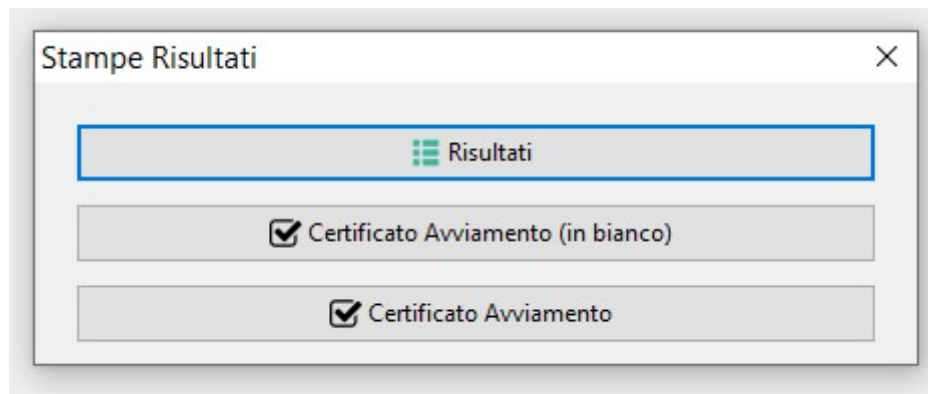 Stampe Risultati
Risultati
Certificato Avviamento (in bianco)
Certificato Avviamento